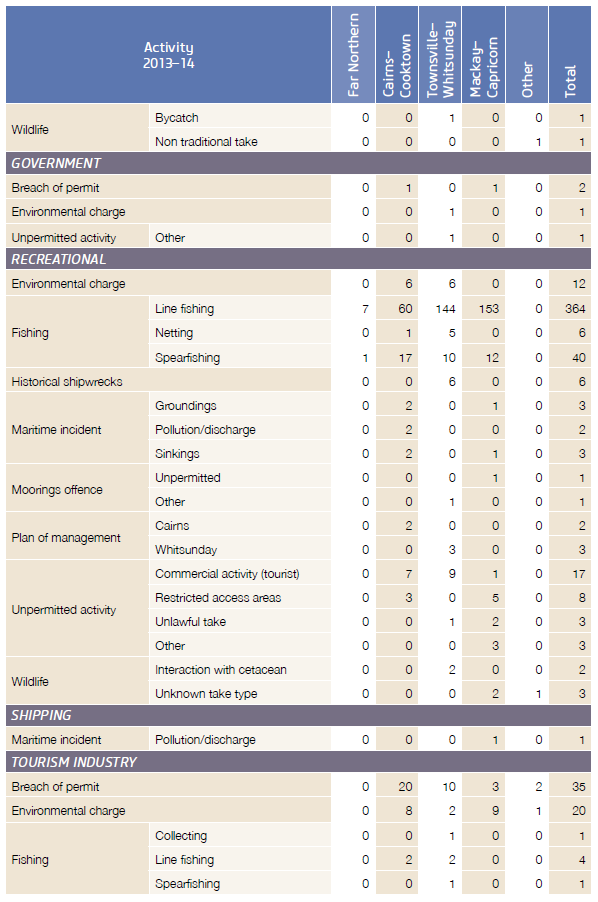 Activity
2013–14
Far Northern
Cairns–
Cooktown
Townsville–
Whitsunday
Mackay–
Capricorn
Other
Total
Wildlife
Bycatch 0 0 1 0 0 1
Non traditional take 0 0 0 0 1 1
GOVERNMENT
Breach of permit 0 1 0 1 0 2
Environmental charge 0 0 1 0 0 1
Unpermitted activity Other 0 0 1 0 0 1
RECREATIONAL
Environmental charge 0 6 6 0 0 12
Fishing
Line fishing 7 60 144 153 0 364
Netting 0 1 5 0 0 6
Spearfishing 1 17 10 12 0 40
Historical shipwrecks 0 0 6 0 0 6
Maritime incident
Groundings 0 2 0 1 0 3
Pollution/discharge 0 2 0 0 0 2
Sinkings 0 2 0 1 0 3
Moorings offence
Unpermitted 0 0 0 1 0 1
Other 0 0 1 0 0 1
Plan of management
Cairns 0 2 0 0 0 2
Whitsunday 0 0 3 0 0 3
Unpermitted activity
Commercial activity (tourist) 0 7 9 1 0 17
Restricted access areas 0 3 0 5 0 8
Unlawful take 0 0 1 2 0 3
Other 0 0 0 3 0 3
Wildlife
Interaction with cetacean 0 0 2 0 0 2
Unknown take type 0 0 0 2 1 3
SHIPPING
Maritime incident Pollution/discharge 0 0 0 1 0 1
TOURISM INDUSTRY
Breach of permit 0 20 10 3 2 35
Environmental charge 0 8 2 9 1 20
Fishing
Collecting 0 0 1 0 0 1
Line fishing 0 2 2 0 0 4
Spearfishing 0 0 1 0 0 1